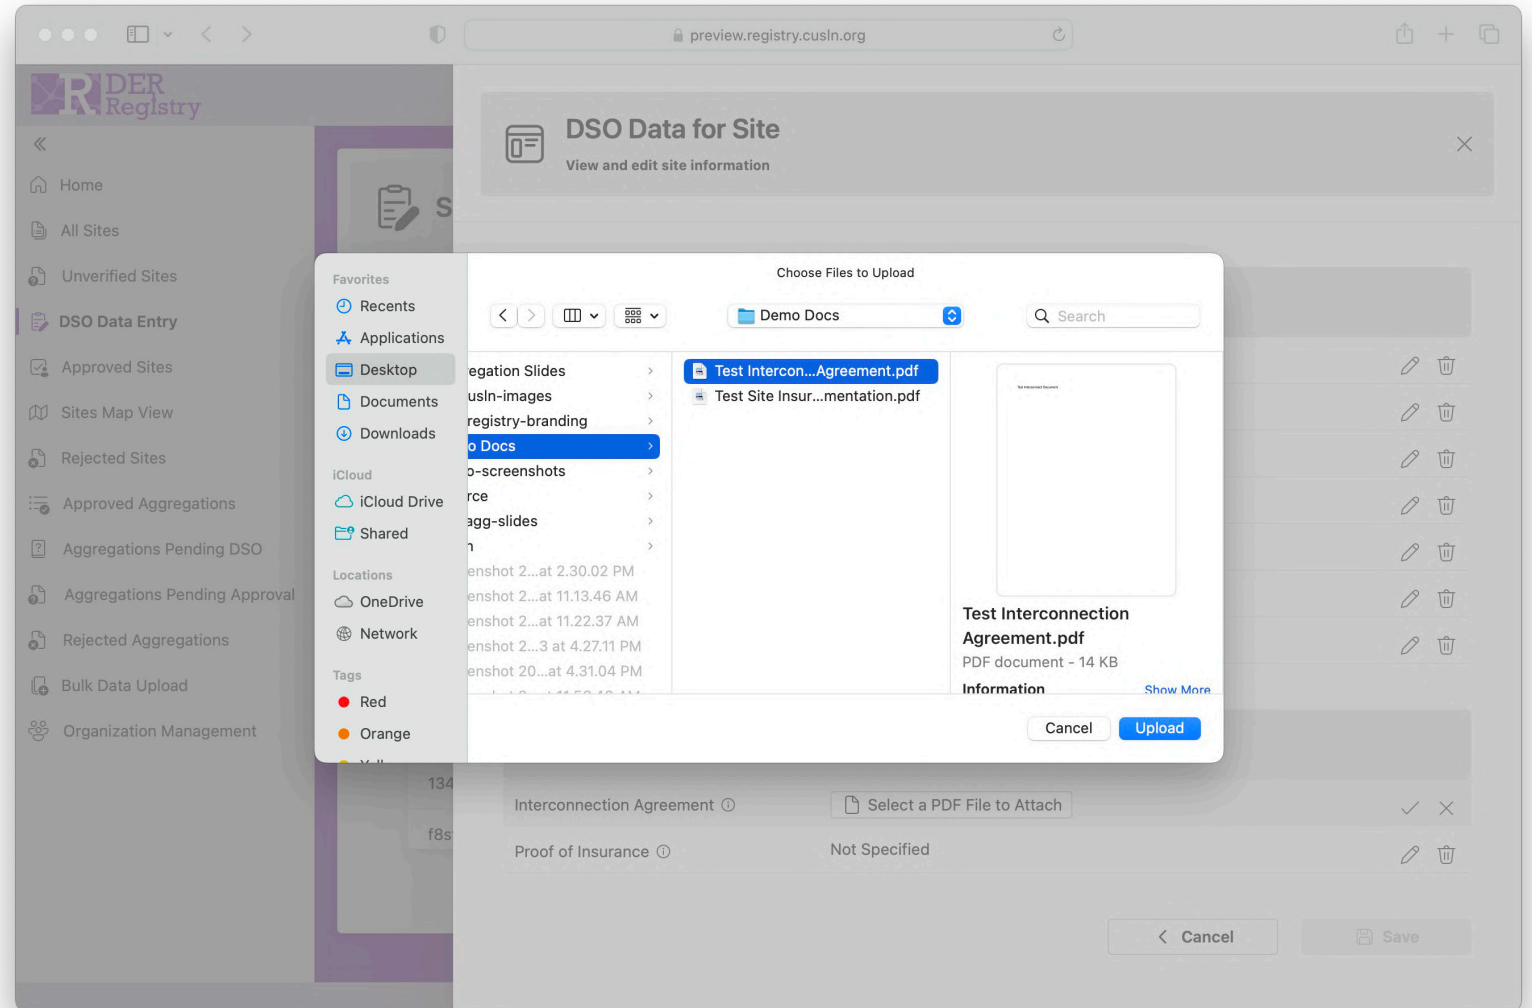 preview.registry.cusln.org
DER
Registry
R
DSO Data for Site
View and edit site information
Home
All Sites
Unverified Sites
DSO Data Entry
Approved Sites
Sites Map View
Rejected Sites
Approved Aggregations
Aggregations Pending DSO
Aggregations Pending Approval
Rejected Aggregations
Bulk Data Upload
Organization Management
S
Favorites
Recents
Applications
Desktop
Documents
Downloads
iCloud
iCloud Drive
Shared
Locations
OneDrive
Network
Tags
Red
Orange
Choose Files to Upload
Demo Docs
Search
egation Slides
usln-images
registry-branding
o Docs
o-screenshots
rce
agg-slides
n
enshot 2...at 2.30.02 PM
enshot 2...at 11.13.46 AM
enshot 2...at 11.22.37 AM
enshot 2...3 at 4.27.11 PM
enshot 20...at 4.31.04 PM
Test Intercon...Agreement.pdf
Test Site Insur...mentation.pdf
Test Interconnect Document
Test Interconnection
Agreement.pdf
PDF document - 14 KB
Information Show More
Cancel Upload
134
f8s
Interconnection Agreement Select a PDF File to Attach
Proof of Insurance Not Specified
Cancel Save